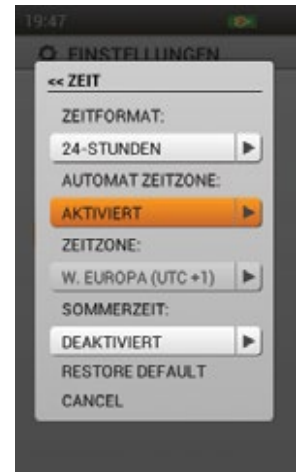 19:47
EINSTELLUNGEN
<< ZEIT
ZEITFORMAT:
24-STUNDEN
AUTOMAT ZEITZONE:
AKTIVIERT
ZEITZONE:
W. EUROPA (UTC +1)
SOMMERZEIT:
DEAKTIVIERT
RESTORE DEFAULT
CANCEL